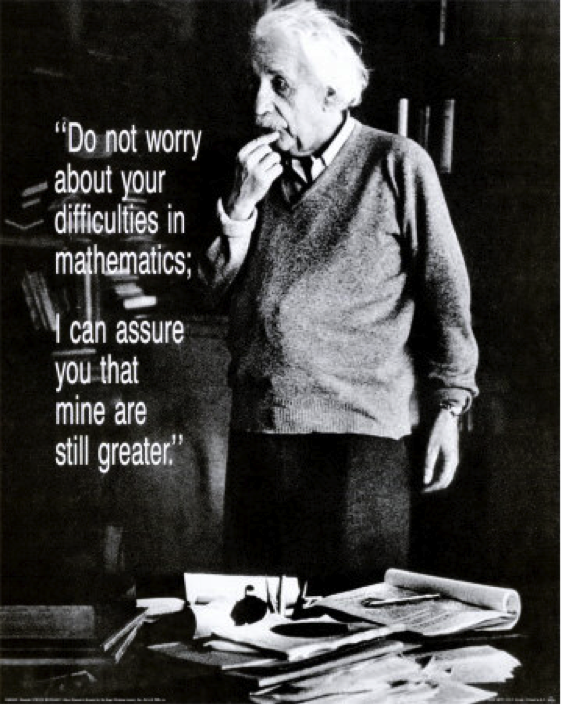 “Do not worry
about your
difficulties in
mathematics;
I can assure
you that
mine are
still greater.”